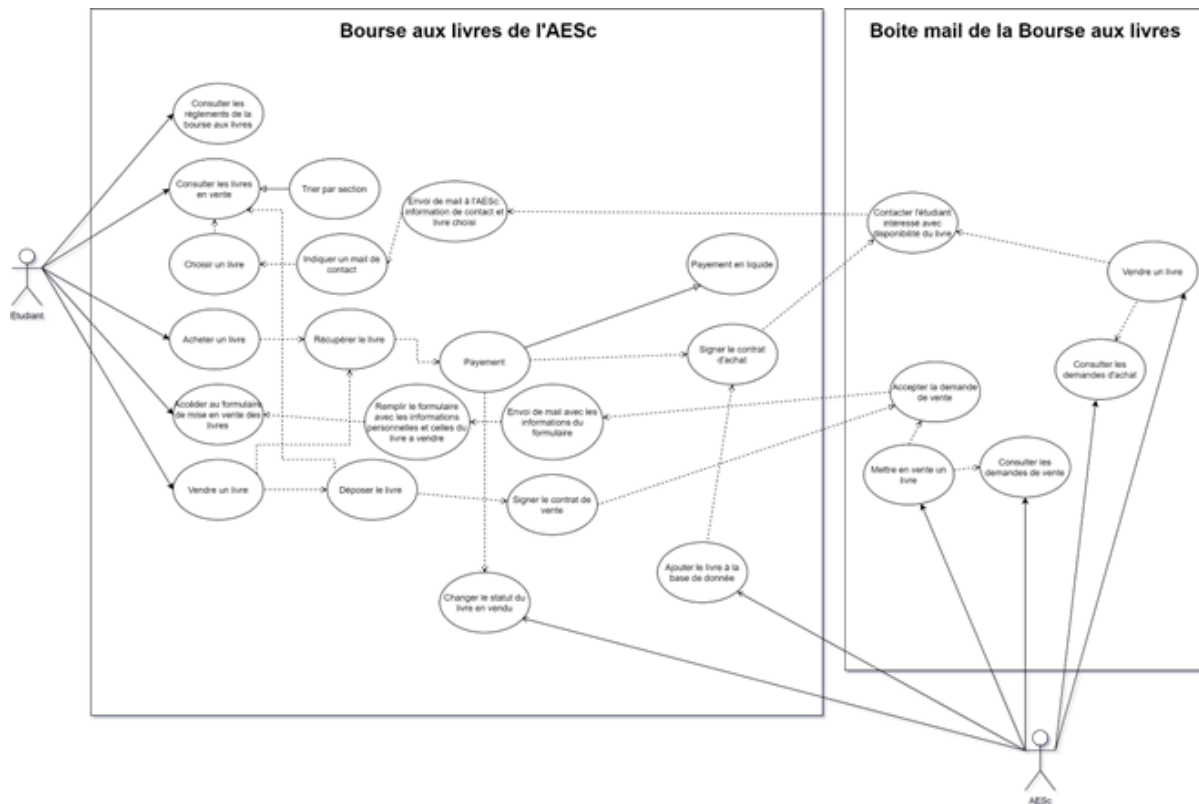 Bourse aux livres de l'AESc
Boite mail de la Bourse aux livres
Consulter les
règlements de la
bourse aux livres
Consulter les livres
en vente
Trier par section
Envoi de mail à l'AESc:
information de contact et
livre choisi
Contacter l'étudiant
intéressé avec
disponibilité du livre
Choisir un livre
Indiquer un mail de
contact
Payement en liquide
Vendre un livre
Etudiant
Acheter un livre
Récupérer le livre
Payement
Signer le contrat
d'achat
Consulter les
demandes d'achat
Accéder au formulaire
de mise en vente des
livres
Remplir le formulaire
avec les informations
personnelles et celles du
livre a vendre
Envoi de mail avec les
informations du
formulaire
Accepter la demande
de vente
Mettre en vente un
livre
Consulter les
demandes de vente
Vendre un livre
Déposer le livre
Signer le contrat de
vente
Ajouter le livre à la
base de donnée
Changer le statut du
livre en vendu
AESc